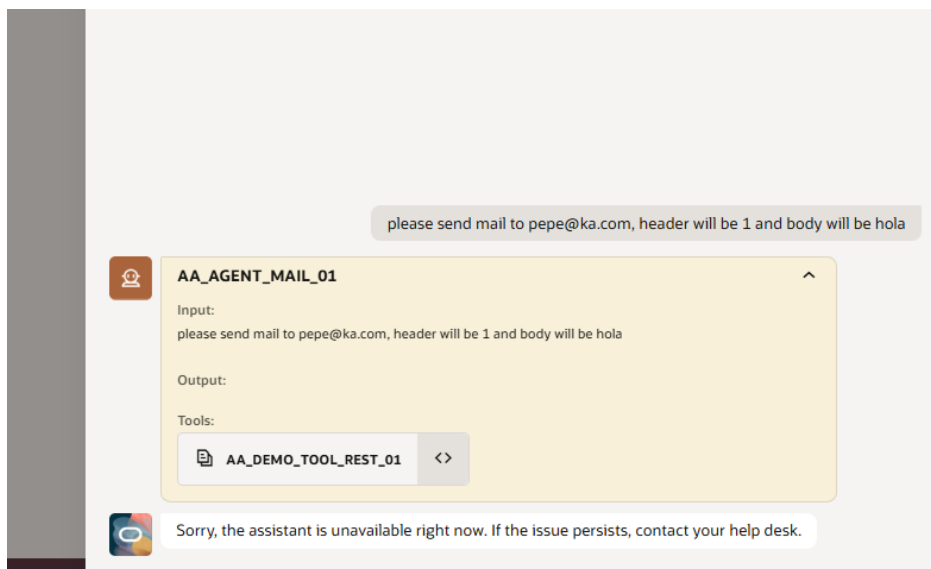 please send mail to pepe@ka.com, header will be 1 and body will be hola
AA_AGENT_MAIL_01
Input:
please send mail to pepe@ka.com, header will be 1 and body will be hola
Output:
Tools:
AA_DEMO_TOOL_REST_01 <>
Sorry, the assistant is unavailable right now. If the issue persists, contact your help desk.